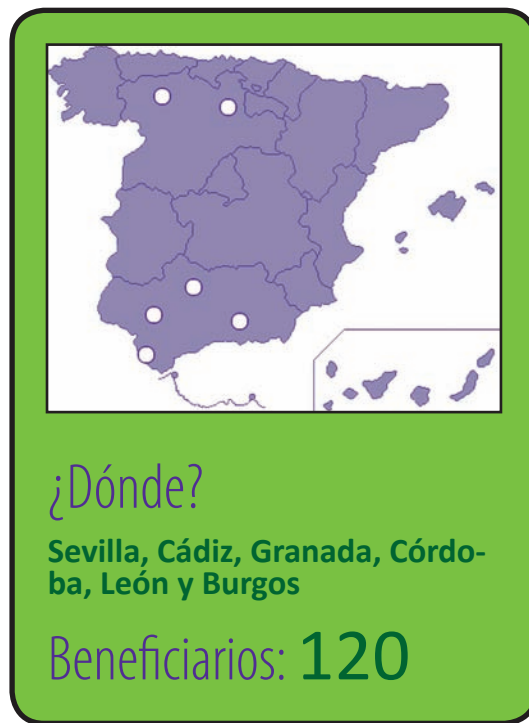 ¿Dónde?
Sevilla, Cádiz, Granada, Córdo-
ba, León y Burgos
Beneficiarios: 120